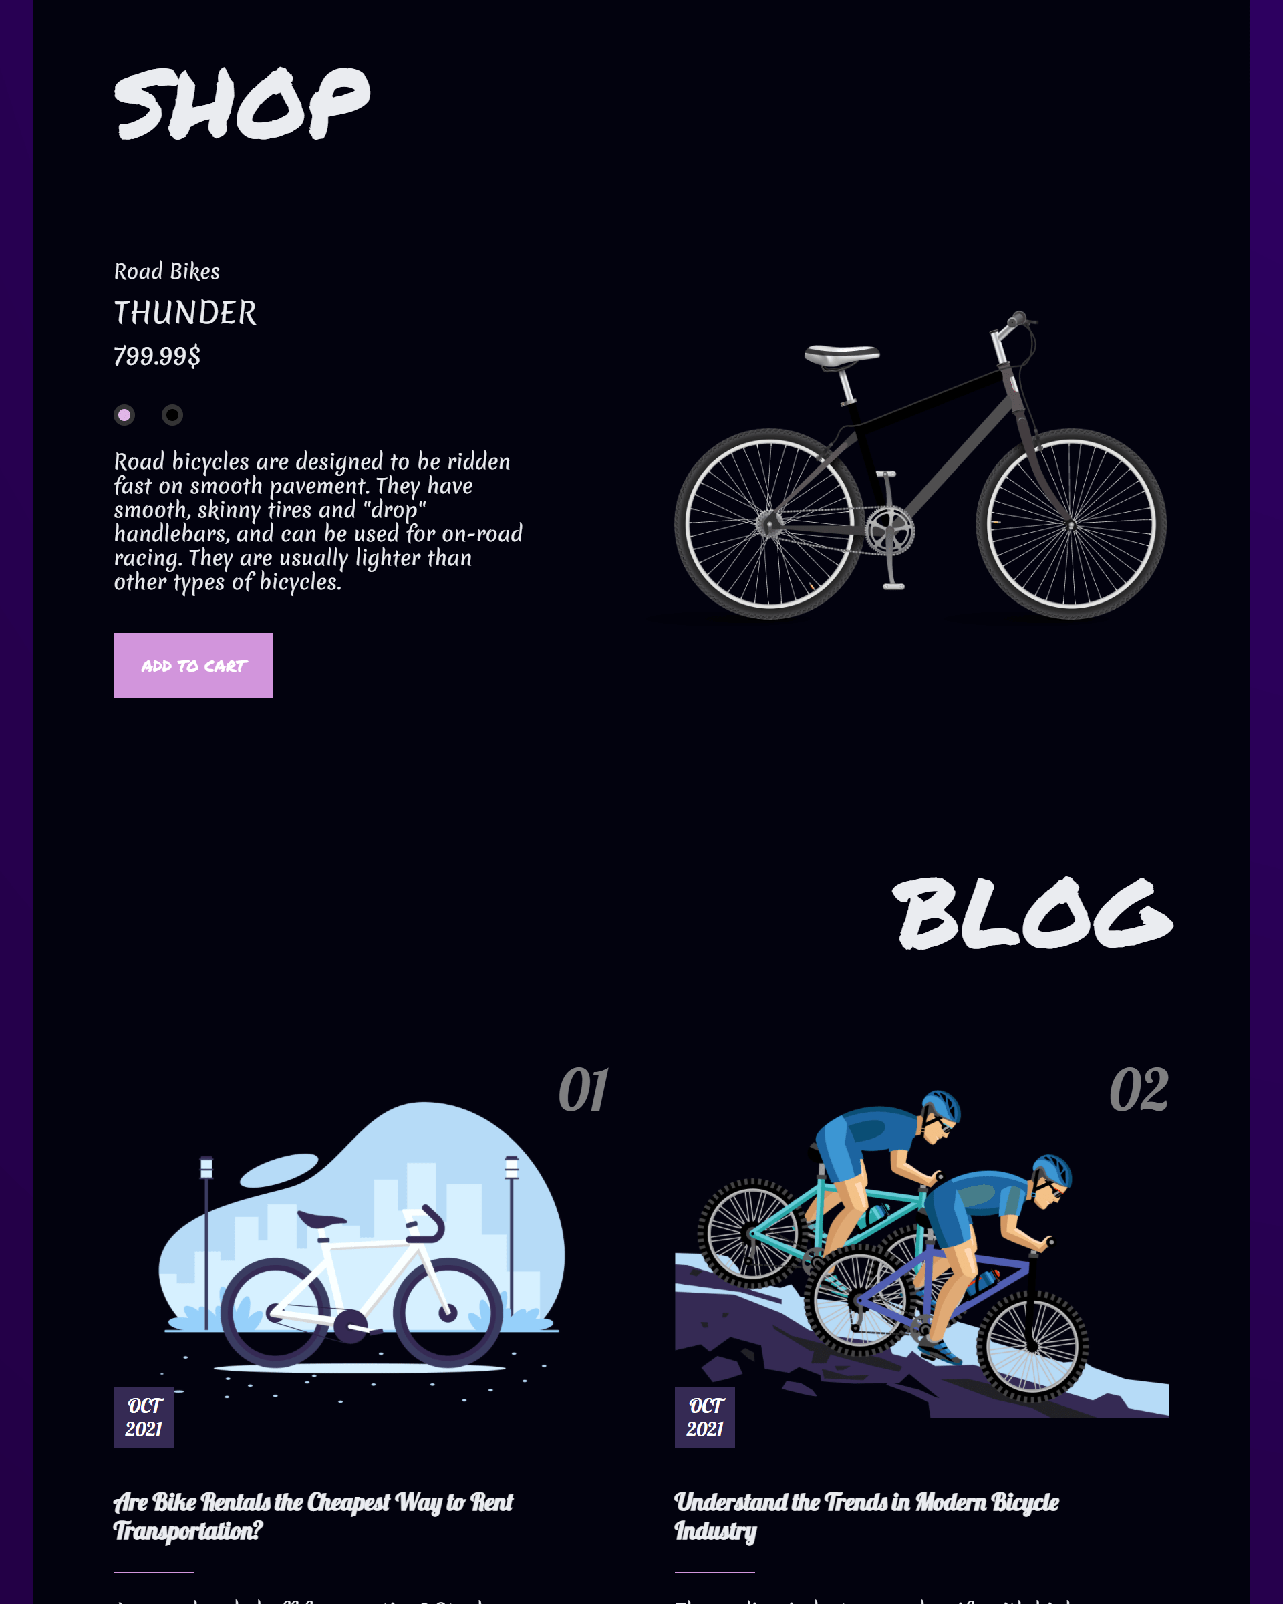 SHOP
Road Bikes
THUNDER
799.99$
Road bicycles are designed to be ridden
fast on smooth pavement. They have
smooth, skinny tires and "drop"
handlebars, and can be used for on-road
racing. They are usually lighter than
other types of bicycles.
ADD TO CART
BLOG
01
OCT
2021
Are Bike Rentals the Cheapest Way to Rent
Transportation?
02
OCT
2021
Understand the Trends in Modern Bicycle
Industry